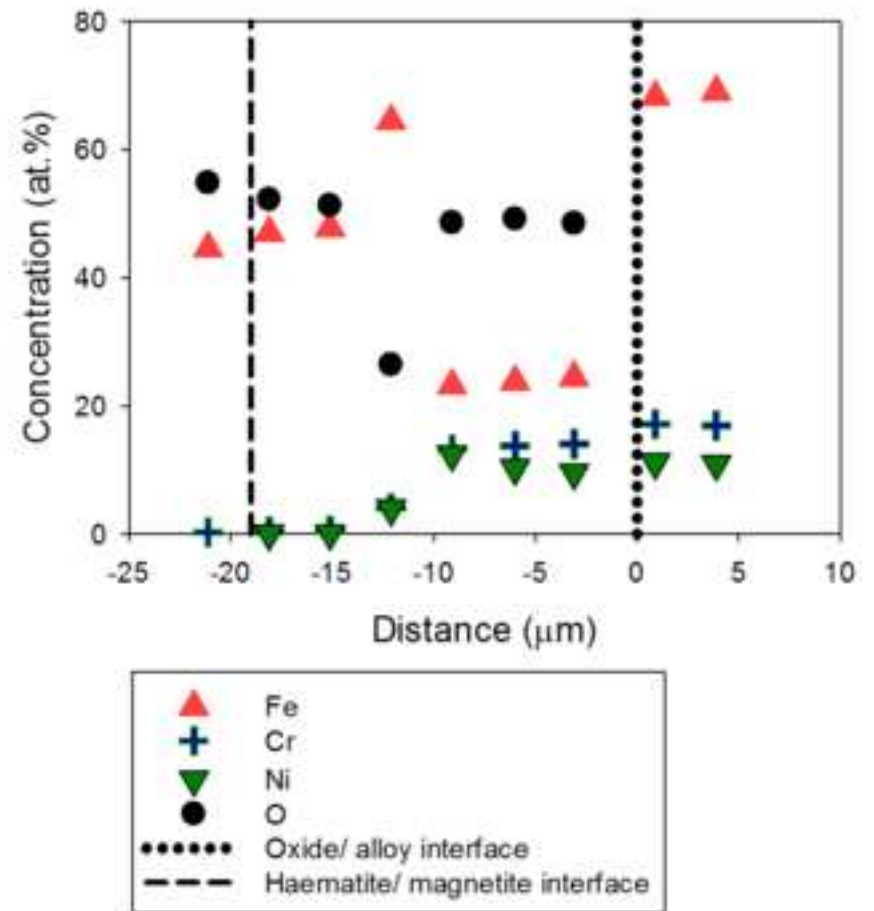 80
60
40
20
0
Concentration (at.%)
-25 -20 -15 -10 -5 0 5 10
Distance (μm)
Fe
Cr
Ni
O
Oxide/ alloy interface
Haematite/ magnetite interface